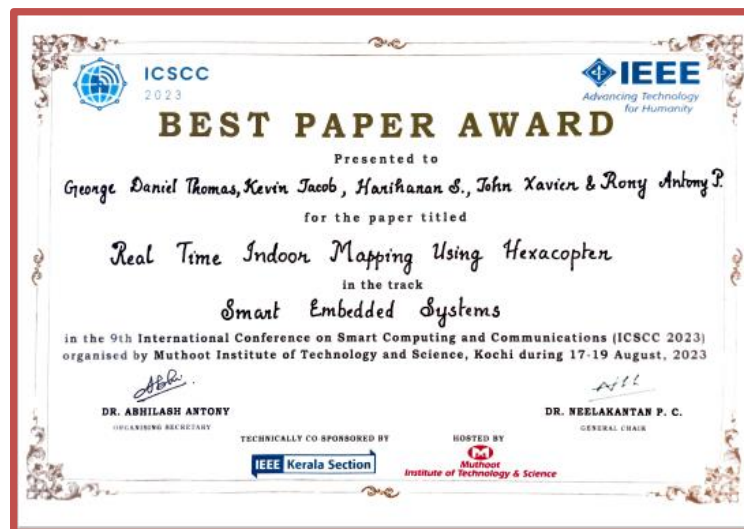 ICSCC
2023
IEEE
Advancing Technology
for Humanity
BEST PAPER AWARD
Presented to
George Daniel Thomas, Kevin Jacob, Harihanan S., John Xavier & Rony Antony P.
for the paper titled
Real Time Indoor Mapping Using Hexacopter
in the track
Smart Embedded Systems
in the 9th International Conference on Smart Computing and Communications (ICSCC 2023)
organised by Muthoot Institute of Technology and Science, Kochi during 17-19 August, 2023
DR. ABHILASH ANTONY
ORGANISING SECRETARY
DR. NEELAKANTAN P. C.
GENERAL CHAIR
TECHNICALLY CO SPONSORED BY
IEEE Kerala Section
HOSTED BY
Muthoot
Institute of Technology & Science